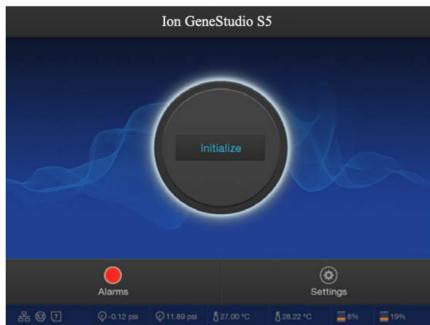 Ion GeneStudio S5
Initialize
Alarms
Settings
-0.12 psi 11.89 psi 27.00 °C 28.22 °C 8% 19%